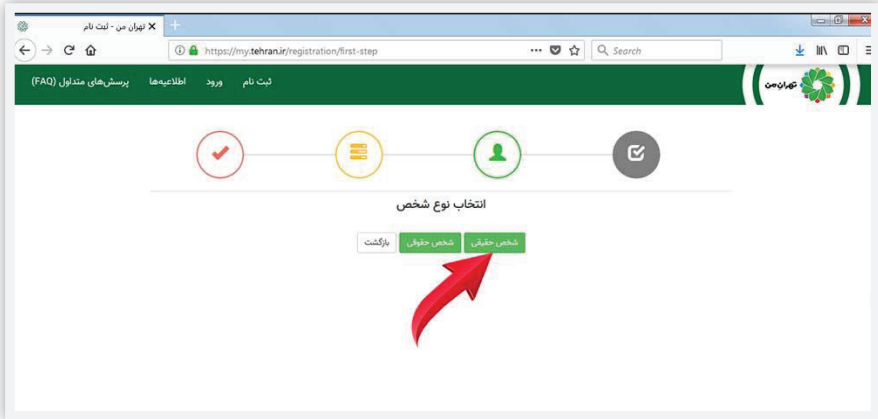 تهران من - ثبت نام
https://my.tehran.ir/registration/first-step
Search
ثبت نام ورود اطلاعیه‌ها پرسش‌های متداول (FAQ)
تهران من
انتخاب نوع شخص
شخص حقیقی شخص حقوقی بازگشت